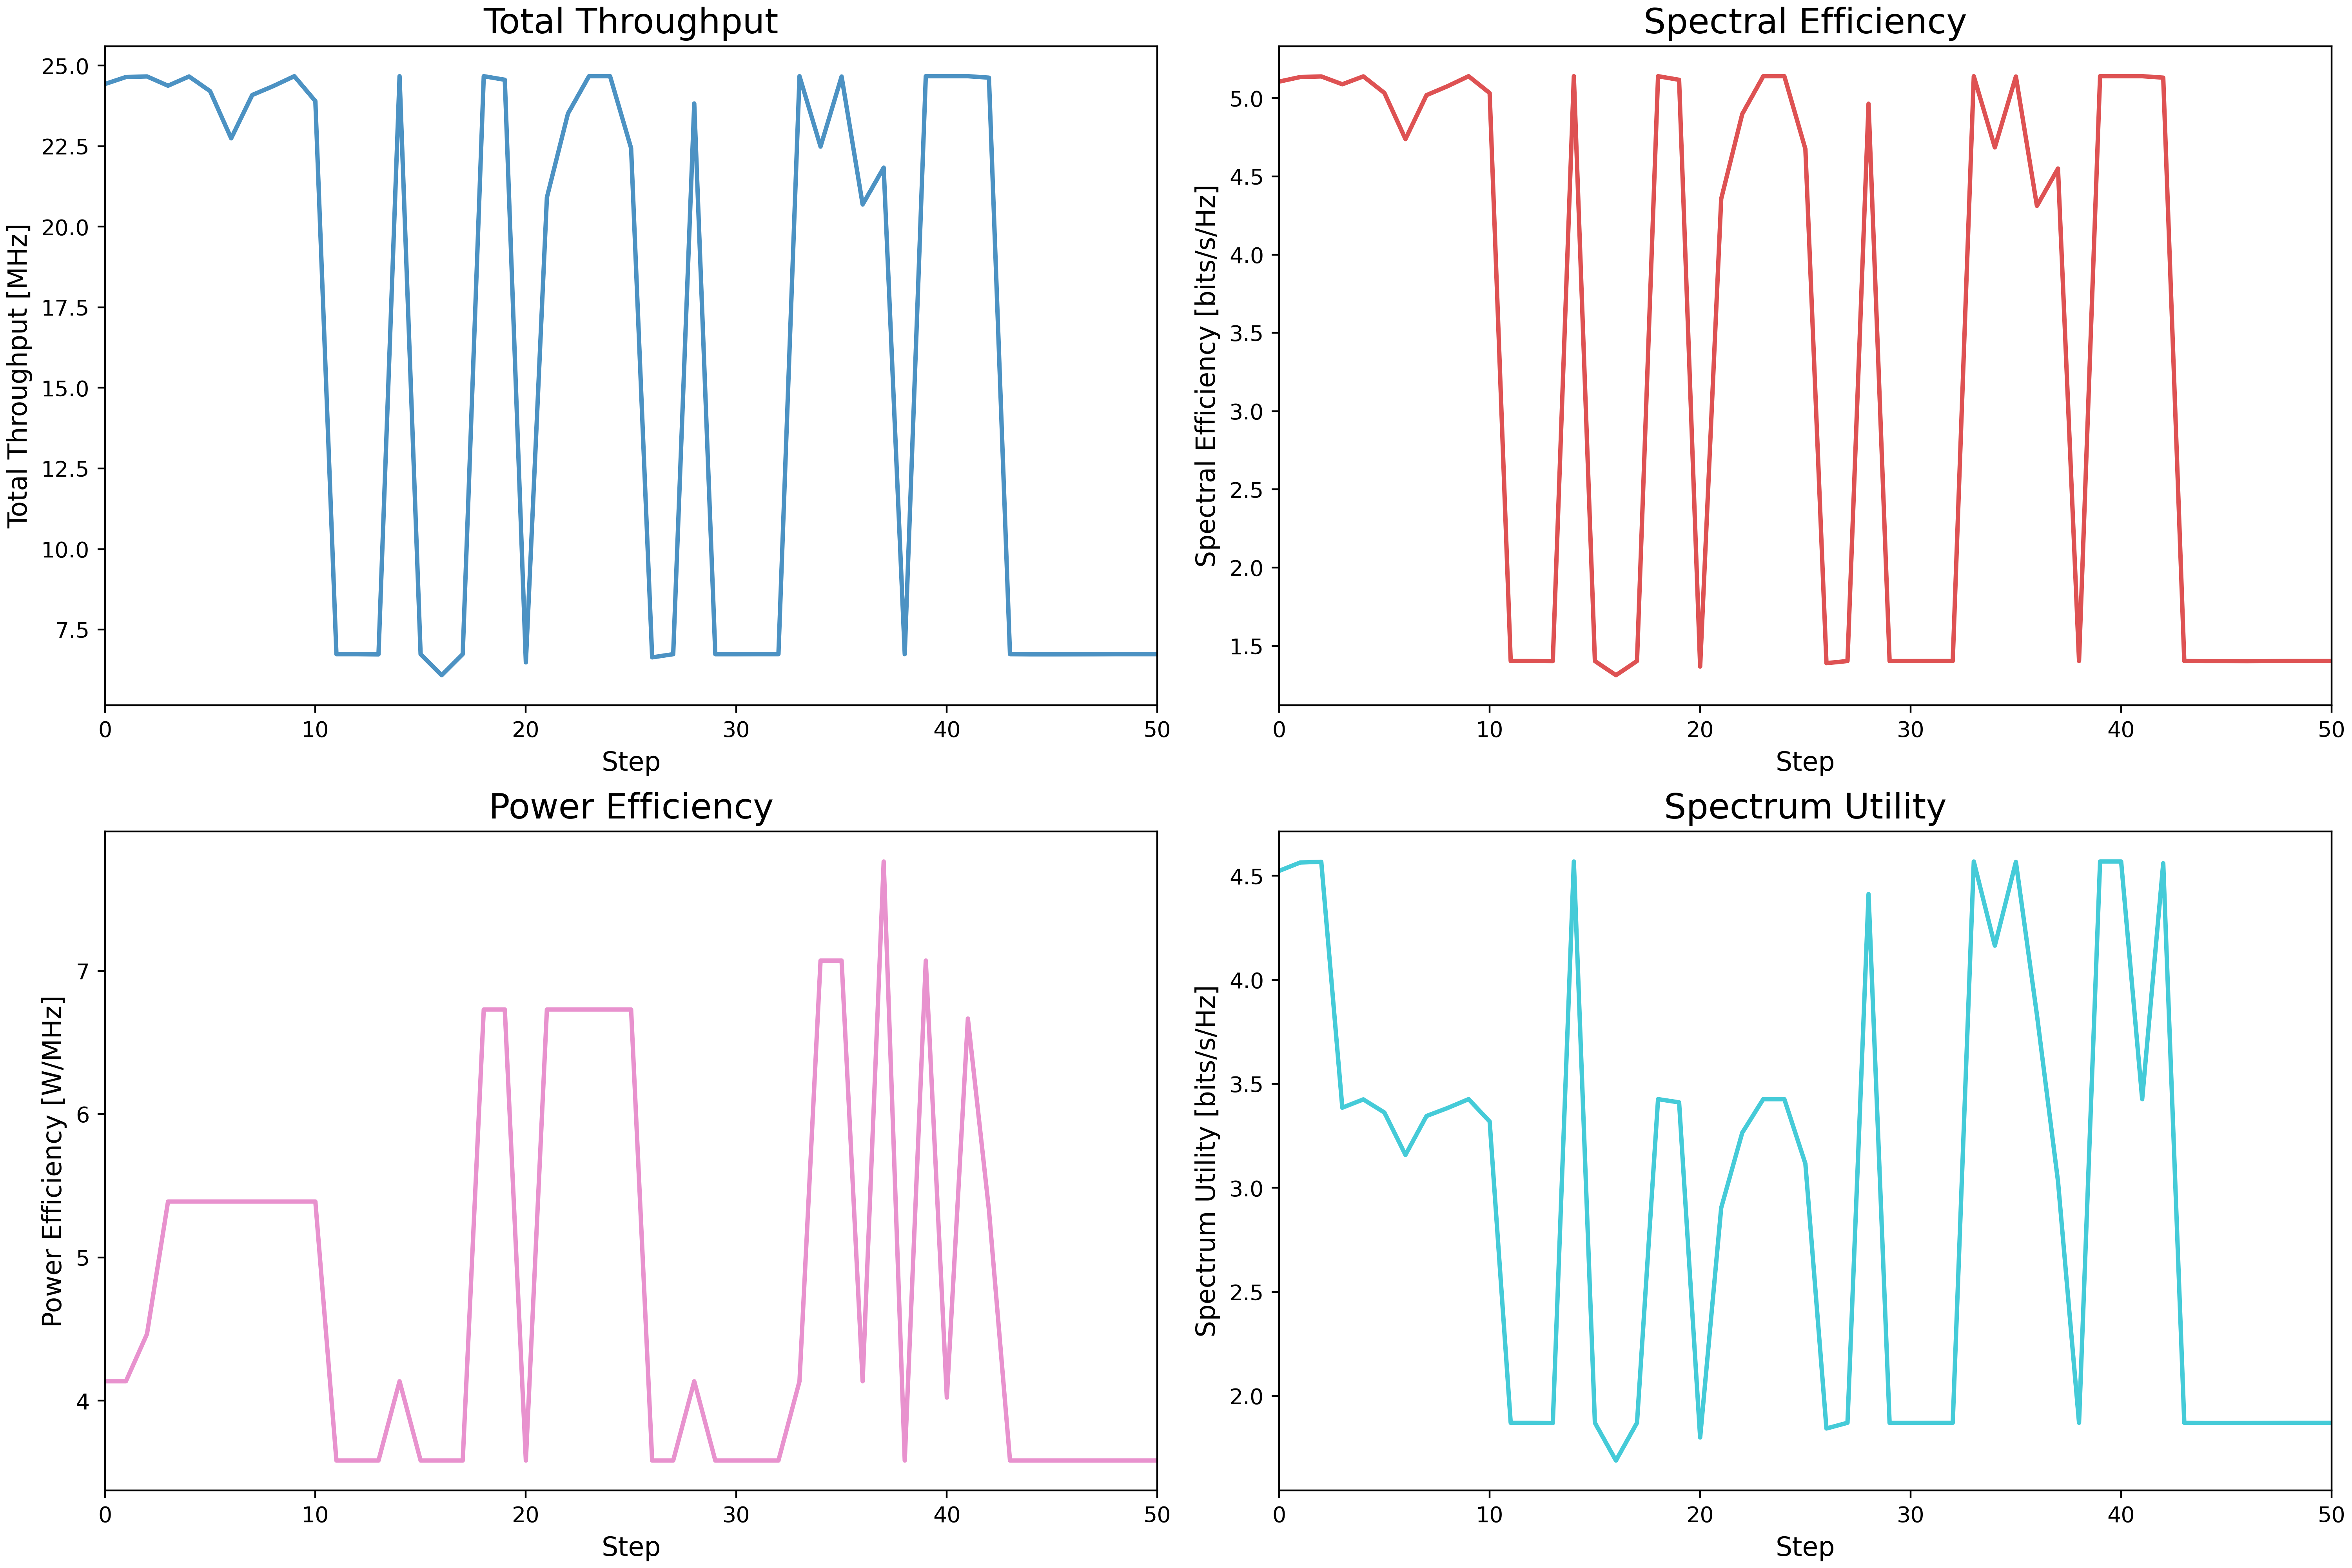 Total Throughput
Total Throughput [MHz]
25.0
22.5
20.0
17.5
15.0
12.5
10.0
7.5
0 10 20 30 40 50
Step
Spectral Efficiency
Spectral Efficiency [bits/s/Hz]
5.0
4.5
4.0
3.5
3.0
2.5
2.0
1.5
0 10 20 30 40 50
Step
Power Efficiency
Power Efficiency [W/MHz]
7
6
5
4
0 10 20 30 40 50
Step
Spectrum Utility
Spectrum Utility [bits/s/Hz]
4.5
4.0
3.5
3.0
2.5
2.0
0 10 20 30 40 50
Step